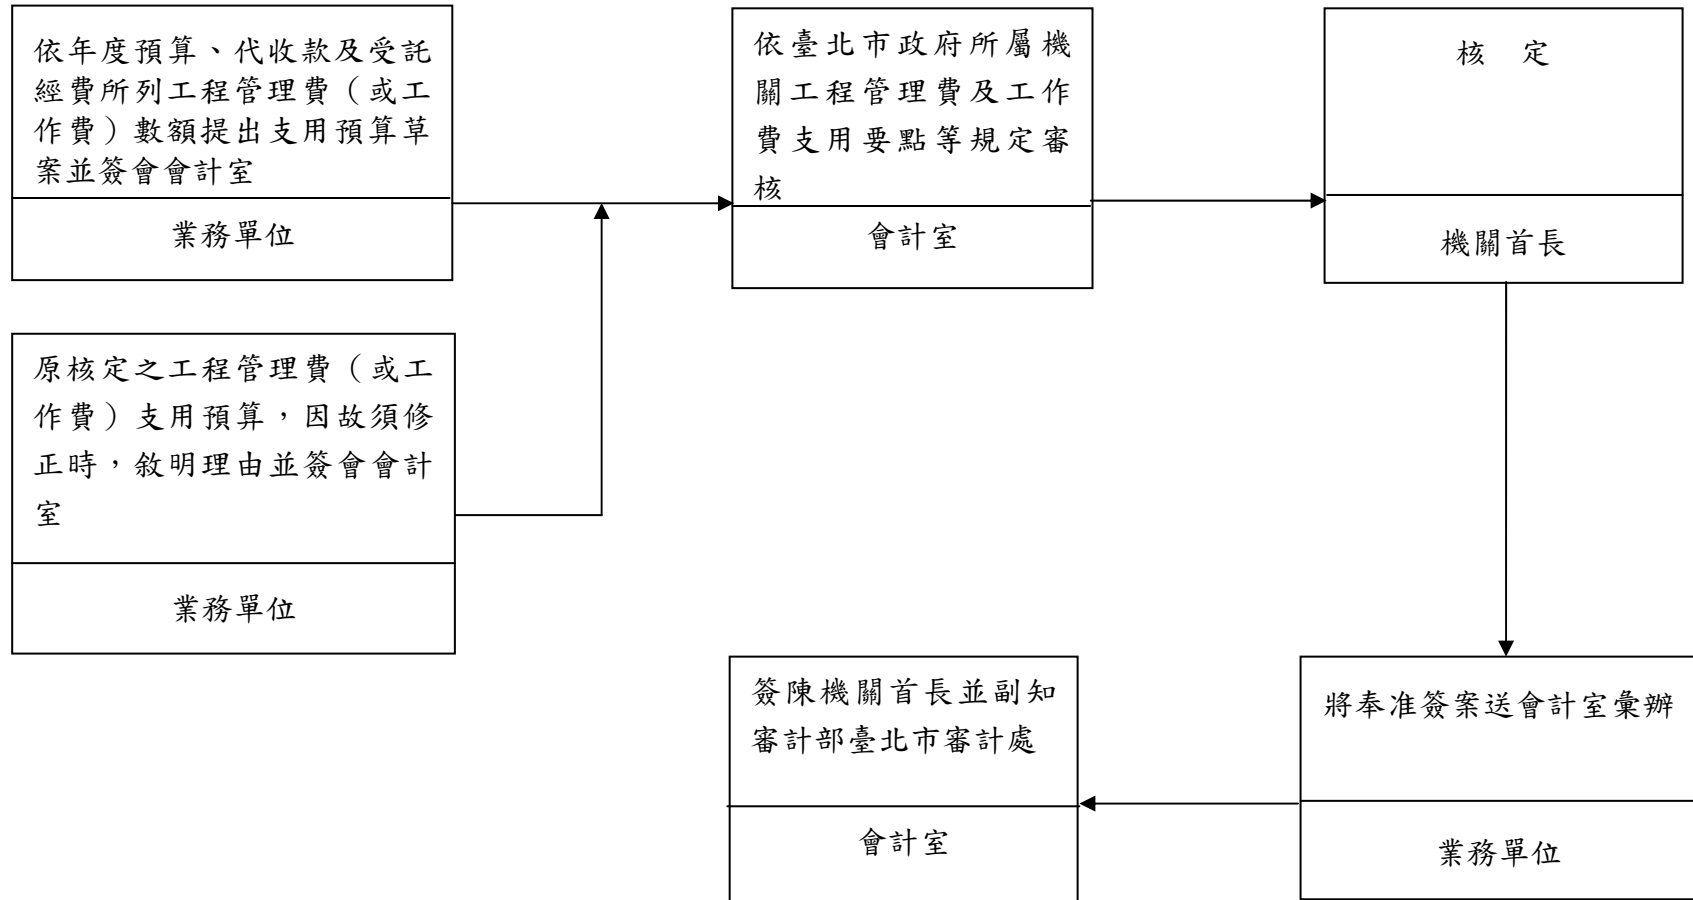 依年度預算、代收款及受託
經費所列工程管理費（或工
作費）數額提出支用預算草
案並簽會會計室
業務單位
依臺北市政府所屬機
關工程管理費及工作
費支用要點等規定審
核
會計室
核　定
機關首長
原核定之工程管理費（或工
作費）支用預算，因故須修
正時，敘明理由並簽會會計
室
業務單位
簽陳機關首長並副知
審計部臺北市審計處
會計室
將奉准簽案送會計室彙辦
業務單位